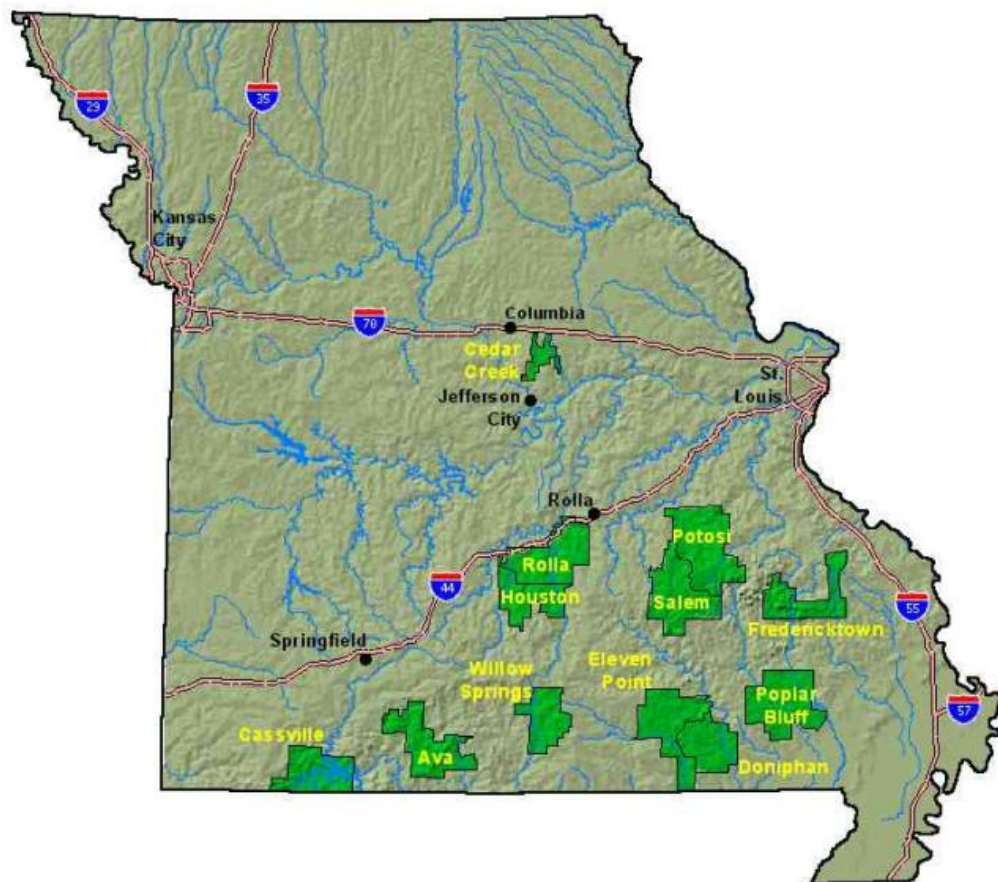 29
35
Kansas
City
70
Columbia
Cedar
Creek
St.
Louis
Jefferson
City
Rolla
Potosi
Rolla
44
Houston
Salem
55
Fredericktown
Springfield
Willow
Springs
Eleven
Point
Poplar
Bluff
57
Cassville
Ava
Doniphan